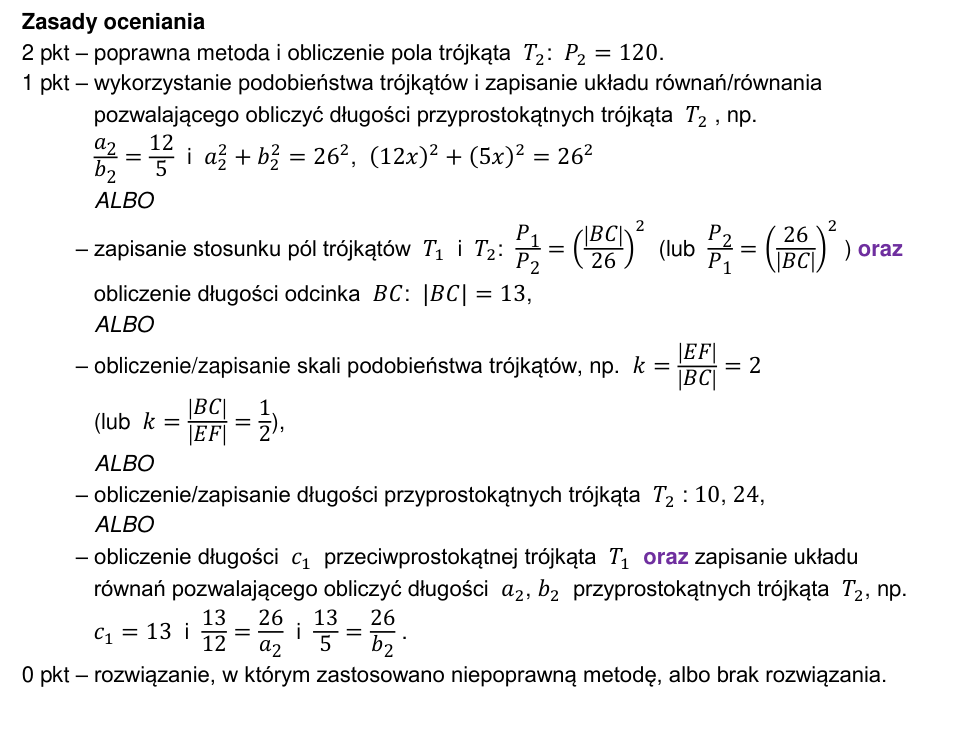 Zasady oceniania
2 pkt – poprawna metoda i obliczenie pola trójkąta T₂: P₂ = 120.
1 pkt – wykorzystanie podobieństwa trójkątów i zapisanie układu równań/równania
pozwalającego obliczyć długości przyprostokątnych trójkąta T₂ , np.
a₂/b₂ = 12/5 i a₂² + b₂² = 26², (12x)² + (5x)² = 26²
ALBO
– zapisanie stosunku pól trójkątów T₁ i T₂: P₁/P₂ = (|BC|/26)² (lub P₂/P₁ = (26/|BC|)² ) oraz
obliczenie długości odcinka BC: |BC| = 13,
ALBO
– obliczenie/zapisanie skali podobieństwa trójkątów, np. k = |EF|/|BC| = 2
(lub k = |BC|/|EF| = 1/2),
ALBO
– obliczenie/zapisanie długości przyprostokątnych trójkąta T₂ : 10, 24,
ALBO
– obliczenie długości c₁ przeciwprostokątnej trójkąta T₁ oraz zapisanie układu
równań pozwalającego obliczyć długości a₂, b₂ przyprostokątnych trójkąta T₂, np.
c₁ = 13 i 13/12 = 26/a₂ i 13/5 = 26/b₂ .
0 pkt – rozwiązanie, w którym zastosowano niepoprawną metodę, albo brak rozwiązania.